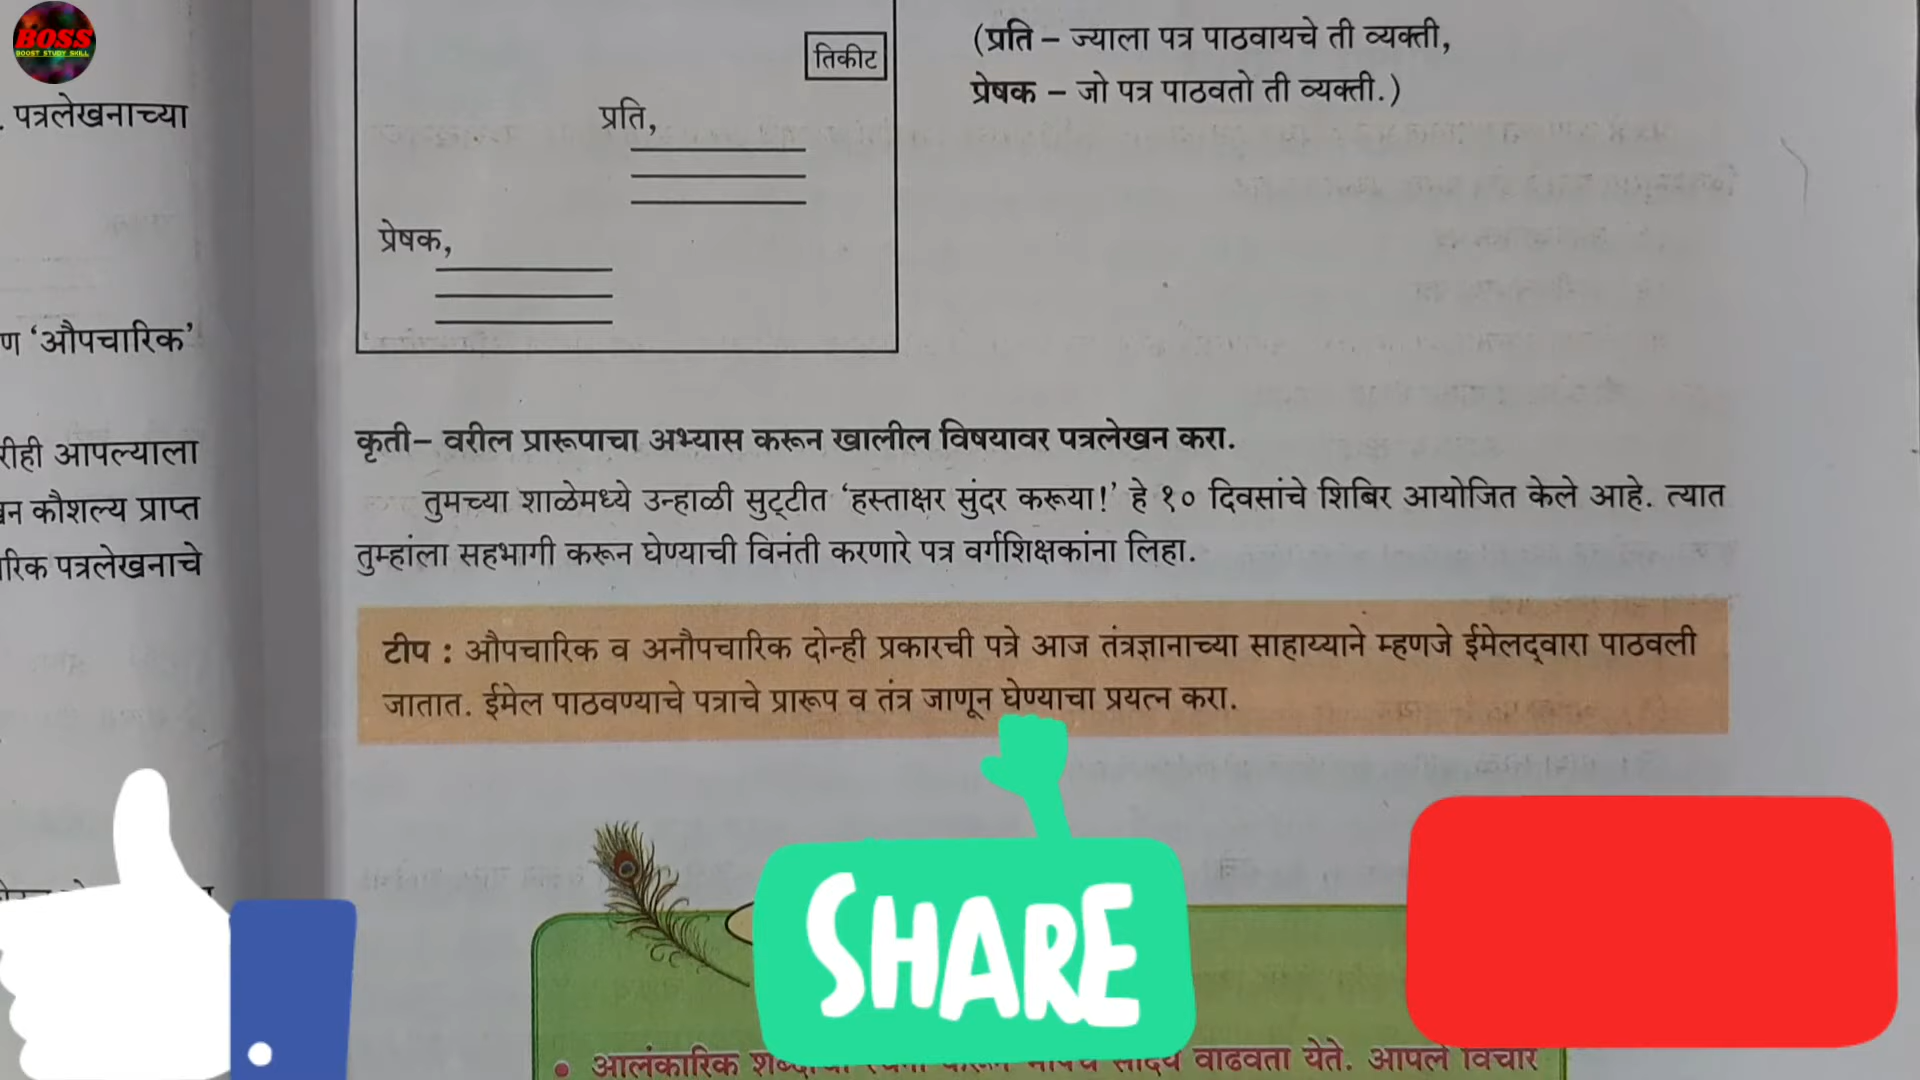 BOSS
BOOST STUDY SKILL
. पत्रलेखनाच्या
ण ‘औपचारिक’
रीही आपल्याला
कौशल्य प्राप्त
रिक पत्रलेखनाचे
तिकीट
प्रति,
प्रेषक,
(प्रति – ज्याला पत्र पाठवायचे ती व्यक्ती,
प्रेषक – जो पत्र पाठवतो ती व्यक्ती.)
कृती– वरील प्रारूपाचा अभ्यास करून खालील विषयावर पत्रलेखन करा.
तुमच्या शाळेमध्ये उन्हाळी सुट्टीत ‘हस्ताक्षर सुंदर करूया!’ हे १० दिवसांचे शिबिर आयोजित केले आहे. त्यात
तुम्हांला सहभागी करून घेण्याची विनंती करणारे पत्र वर्गशिक्षकांना लिहा.
टीप : औपचारिक व अनौपचारिक दोन्ही प्रकारची पत्रे आज तंत्रज्ञानाच्या साहाय्याने म्हणजे ईमेलद्वारा पाठवली
जातात. ईमेल पाठवण्याचे पत्राचे प्रारूप व तंत्र जाणून घेण्याचा प्रयत्न करा.
SHARE
• आलंकारिक वाढवता येते. आपले विचार